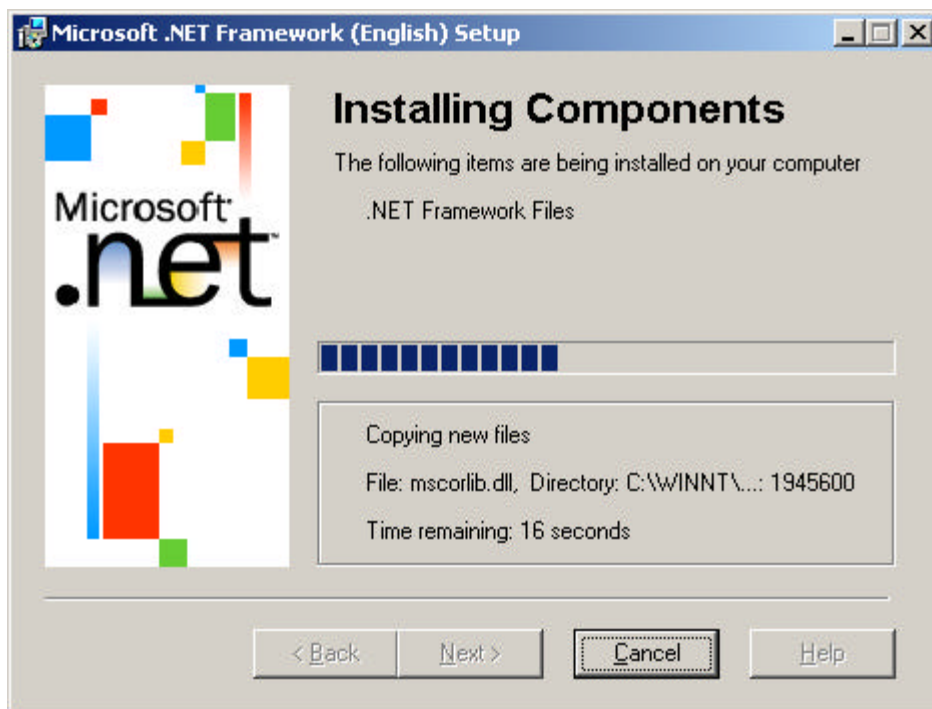 Microsoft .NET Framework (English) Setup
Installing Components
The following items are being installed on your computer
.NET Framework Files
Microsoft
.net
Copying new files
File: mscorlib.dll, Directory: C:\WINNT\...: 1945600
Time remaining: 16 seconds
< Back
Next >
Cancel
Help